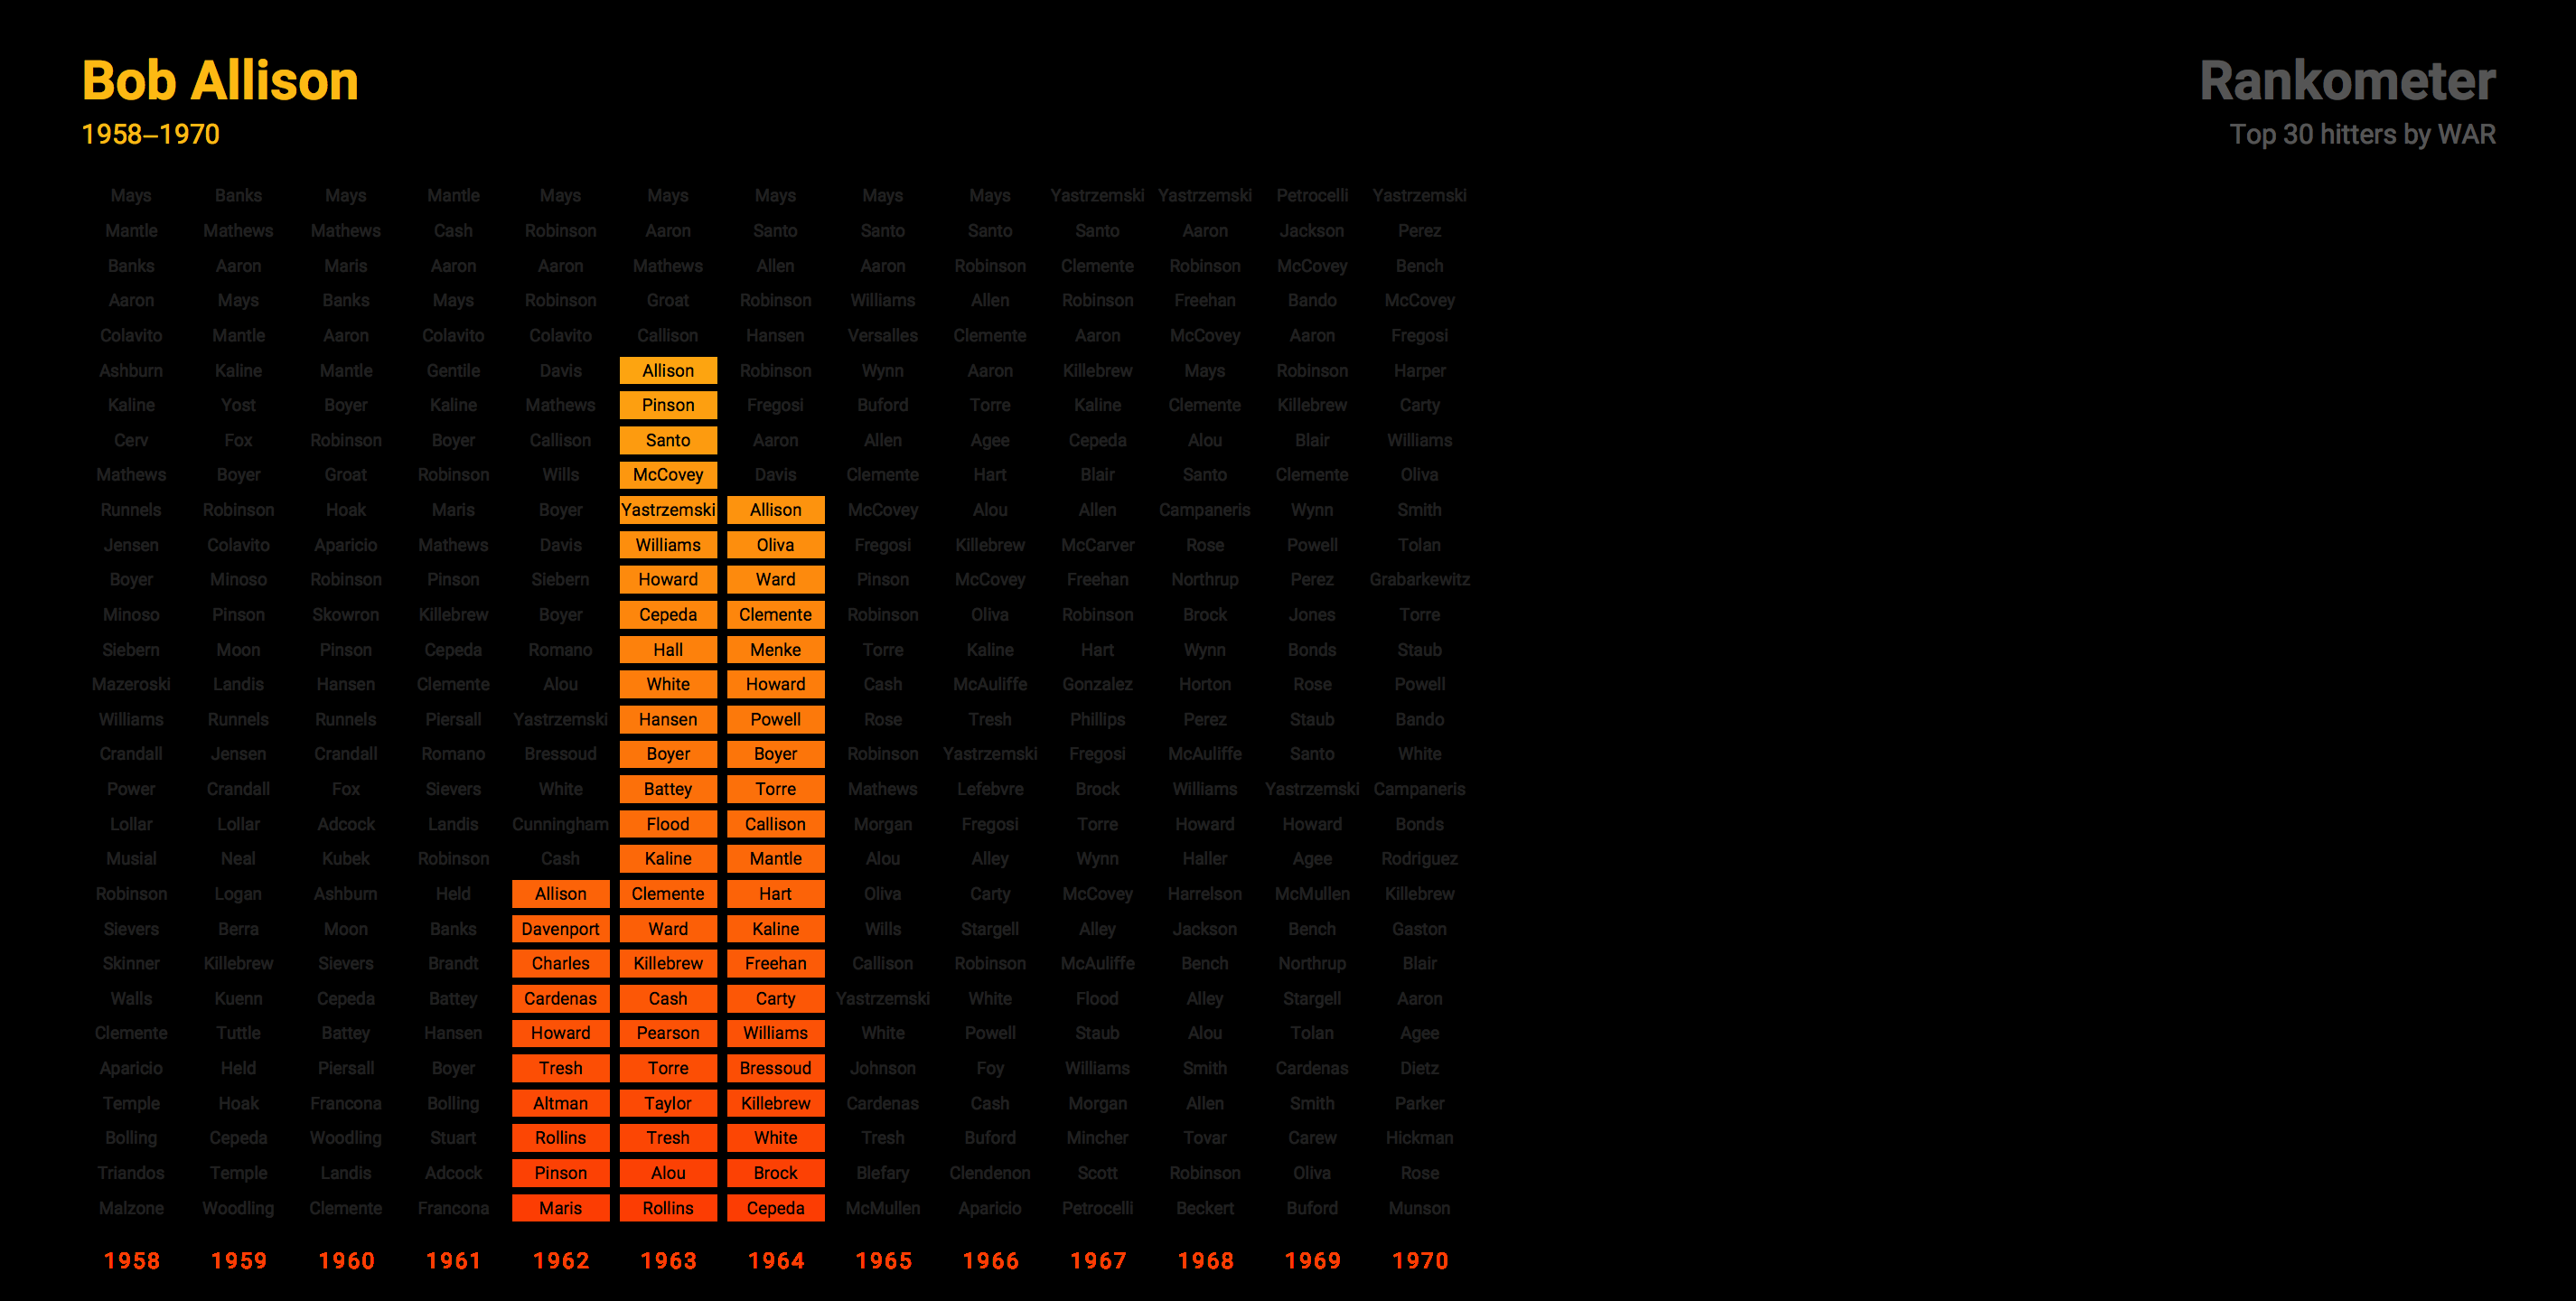 Bob Allison
1958–1970
Rankometer
Top 30 hitters by WAR
Mays Banks Mays Mantle Mays Mays Mays Mays Mays Yastrzemski Yastrzemski Petrocelli Yastrzemski
Mantle Mathews Mathews Cash Robinson Aaron Santo Santo Santo Santo Aaron Jackson Perez
Banks Aaron Maris Aaron Aaron Mathews Allen Aaron Robinson Clemente Robinson McCovey Bench
Aaron Mays Banks Mays Robinson Groat Robinson Williams Allen Robinson Freehan Bando McCovey
Colavito Mantle Aaron Colavito Colavito Callison Hansen Versalles Clemente Aaron McCovey Aaron Fregosi
Ashburn Kaline Mantle Gentile Davis Allison Robinson Wynn Aaron Killebrew Mays Robinson Harper
Kaline Yost Boyer Kaline Mathews Pinson Fregosi Buford Torre Kaline Clemente Killebrew Carty
Cerv Fox Robinson Boyer Callison Santo Aaron Allen Agee Cepeda Alou Blair Williams
Mathews Boyer Groat Robinson Wills McCovey Davis Clemente Hart Blair Santo Clemente Oliva
Runnels Robinson Hoak Maris Boyer Yastrzemski Allison McCovey Alou Allen Campaneris Wynn Smith
Jensen Colavito Aparicio Mathews Davis Williams Oliva Fregosi Killebrew McCarver Rose Powell Tolan
Boyer Minoso Robinson Pinson Siebern Howard Ward Pinson McCovey Freehan Northrup Perez Grabarkewitz
Minoso Pinson Skowron Killebrew Boyer Cepeda Clemente Robinson Oliva Robinson Brock Jones Torre
Siebern Moon Pinson Cepeda Romano Hall Menke Torre Kaline Hart Wynn Bonds Staub
Mazeroski Landis Hansen Clemente Alou White Howard Cash McAuliffe Gonzalez Horton Rose Powell
Williams Runnels Runnels Piersall Yastrzemski Hansen Powell Rose Tresh Phillips Perez Staub Bando
Crandall Jensen Crandall Romano Bressoud Boyer Boyer Robinson Yastrzemski Fregosi McAuliffe Santo White
Power Crandall Fox Sievers White Battey Torre Mathews Lefebvre Brock Williams Yastrzemski Campaneris
Lollar Lollar Adcock Landis Cunningham Flood Callison Morgan Fregosi Torre Howard Howard Bonds
Musial Neal Kubek Robinson Cash Kaline Mantle Alou Alley Wynn Haller Agee Rodriguez
Robinson Logan Ashburn Held Allison Clemente Hart Oliva Carty McCovey Harrelson McMullen Killebrew
Sievers Berra Moon Banks Davenport Ward Kaline Wills Stargell Alley Jackson Bench Gaston
Skinner Killebrew Sievers Brandt Charles Killebrew Freehan Callison Robinson McAuliffe Bench Northrup Blair
Walls Kuenn Cepeda Battey Cardenas Cash Carty Yastrzemski White Flood Alley Stargell Aaron
Clemente Tuttle Battey Hansen Howard Pearson Williams White Powell Staub Alou Tolan Agee
Aparicio Held Piersall Boyer Tresh Torre Bressoud Johnson Foy Williams Smith Cardenas Dietz
Temple Hoak Francona Bolling Altman Taylor Killebrew Cardenas Cash Morgan Allen Smith Parker
Bolling Cepeda Woodling Stuart Rollins Tresh White Tresh Buford Mincher Tovar Carew Hickman
Triandos Temple Landis Adcock Pinson Alou Brock Blefary Clendenon Scott Robinson Oliva Rose
Malzone Woodling Clemente Francona Maris Rollins Cepeda McMullen Aparicio Petrocelli Beckert Buford Munson
1958 1959 1960 1961 1962 1963 1964 1965 1966 1967 1968 1969 1970